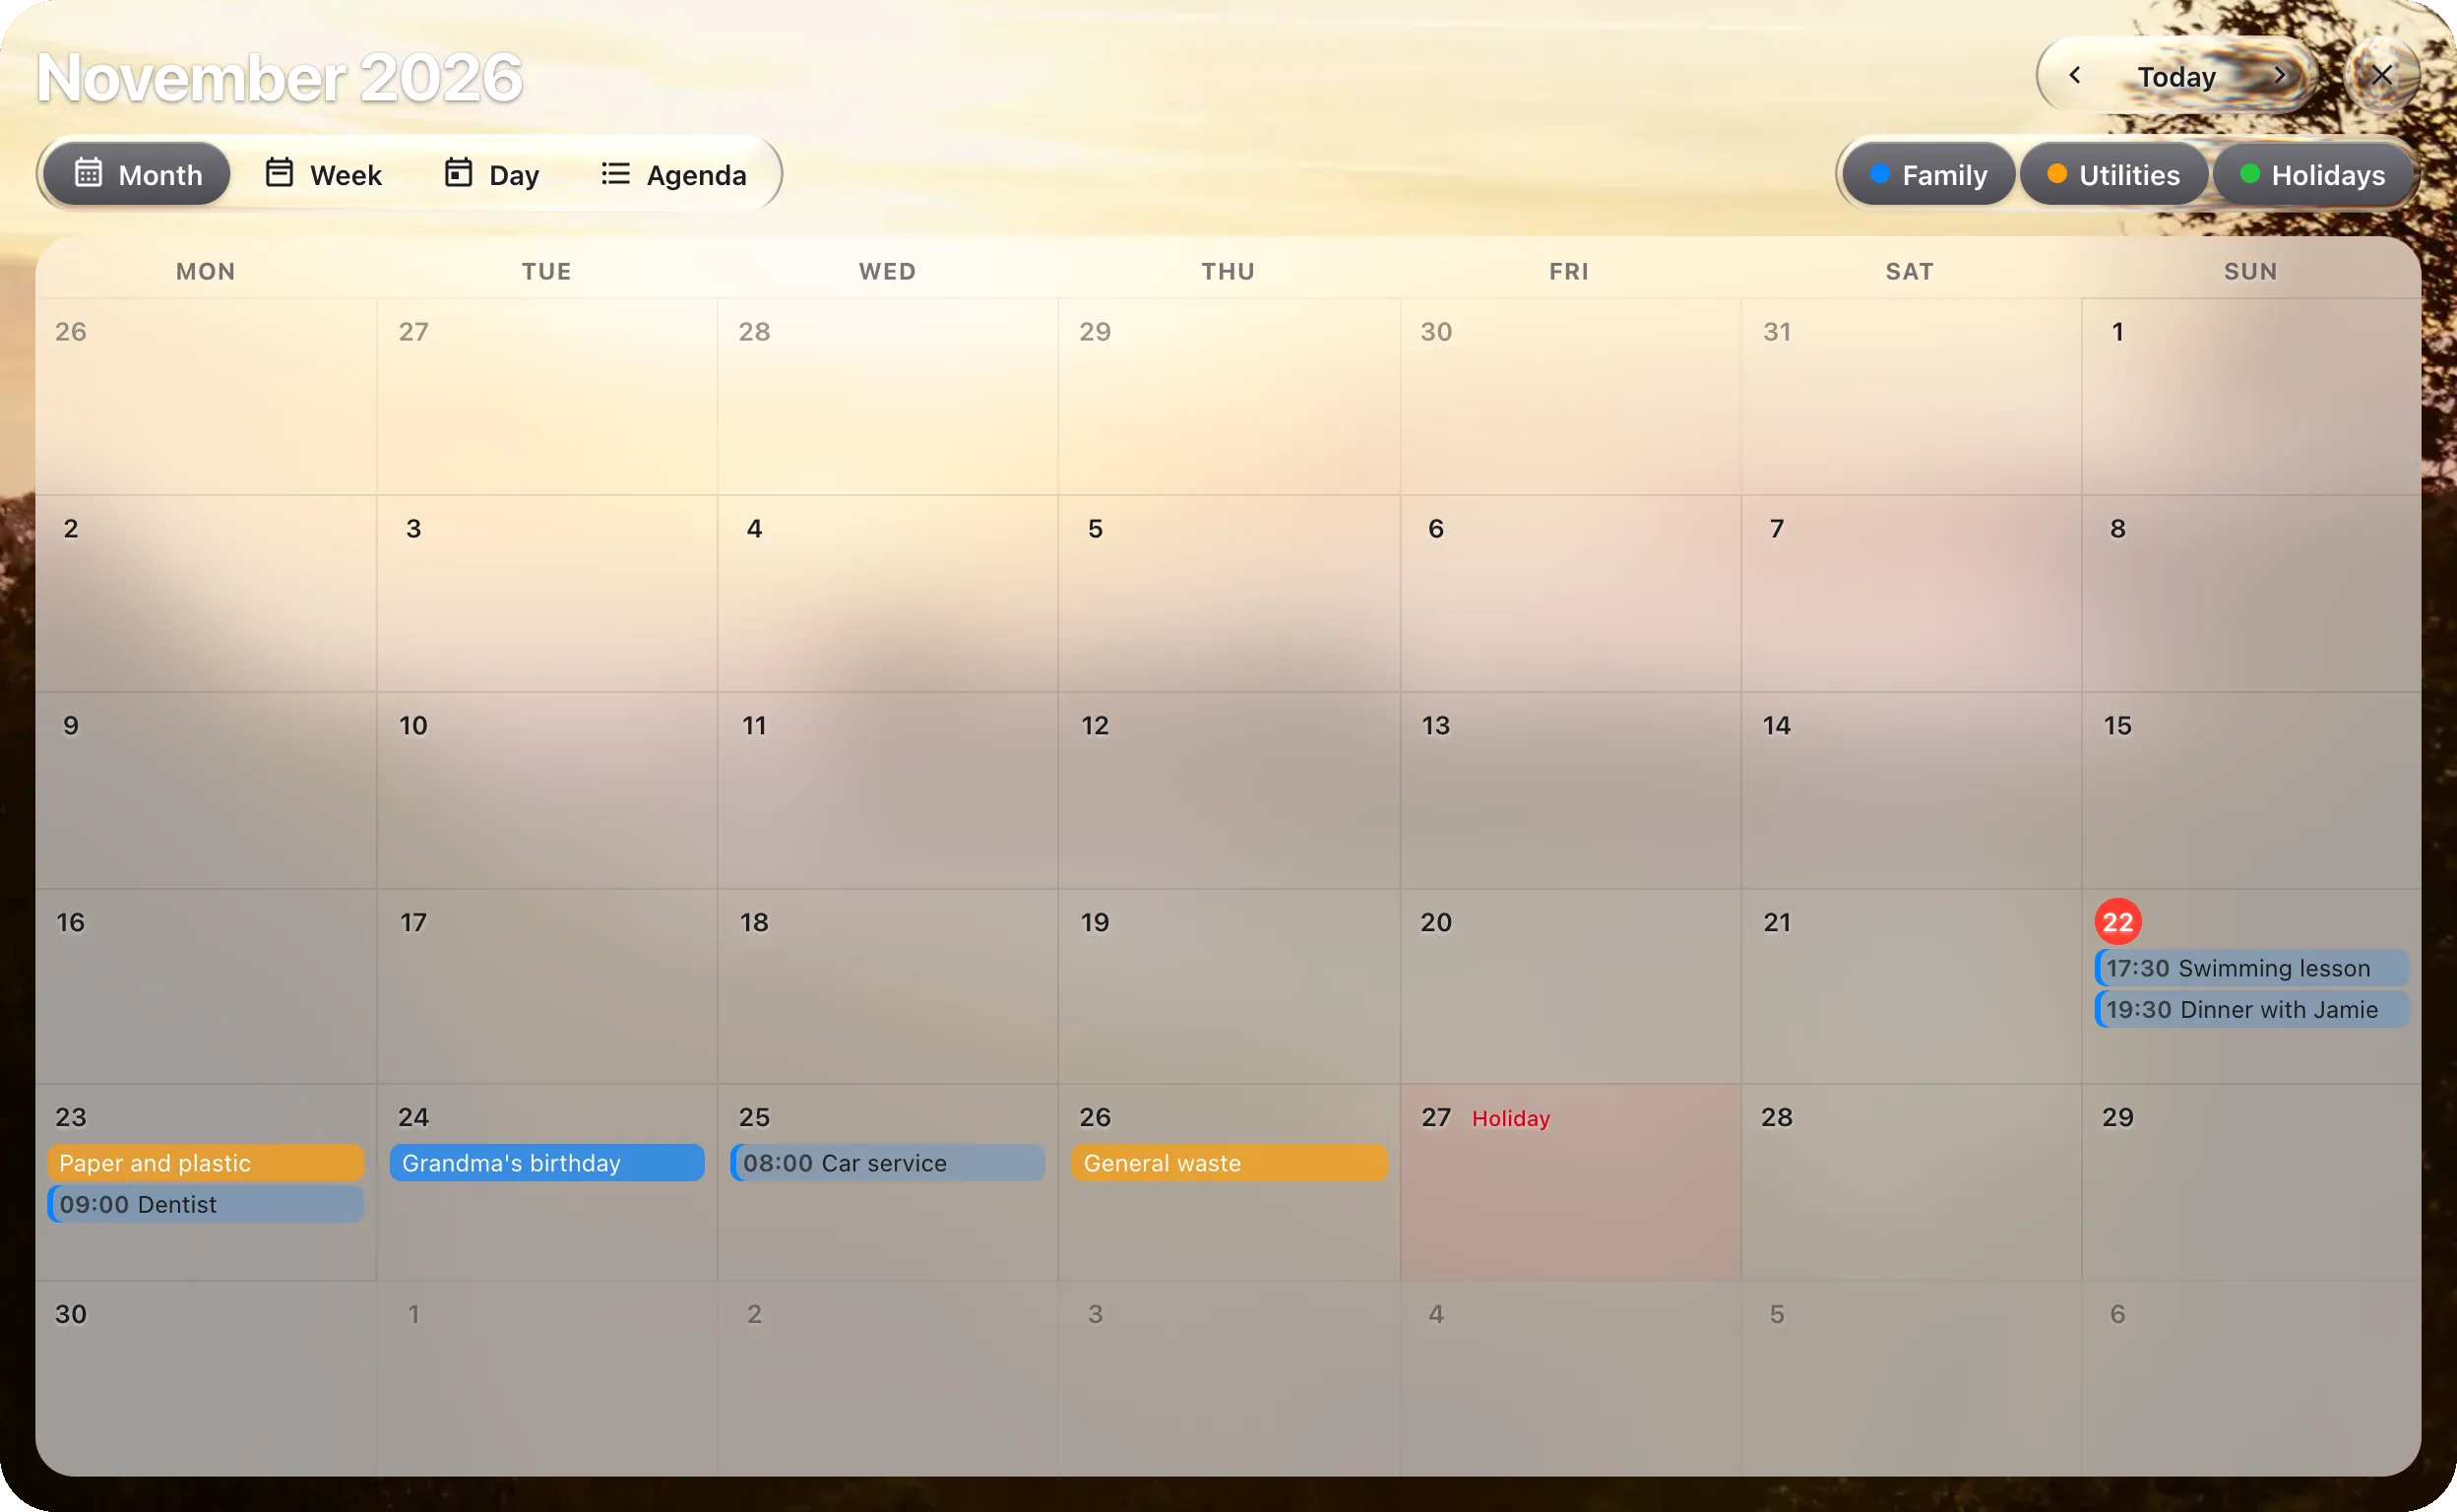 November 2026
Today
Month Week Day Agenda
Family Utilities Holidays
MON TUE WED THU FRI SAT SUN
26 27 28 29 30 31 1
2 3 4 5 6 7 8
9 10 11 12 13 14 15
16 17 18 19 20 21 22
17:30 Swimming lesson
19:30 Dinner with Jamie
23 24 25 26 27 Holiday 28 29
Paper and plastic Grandma's birthday 08:00 Car service General waste
09:00 Dentist
30 1 2 3 4 5 6